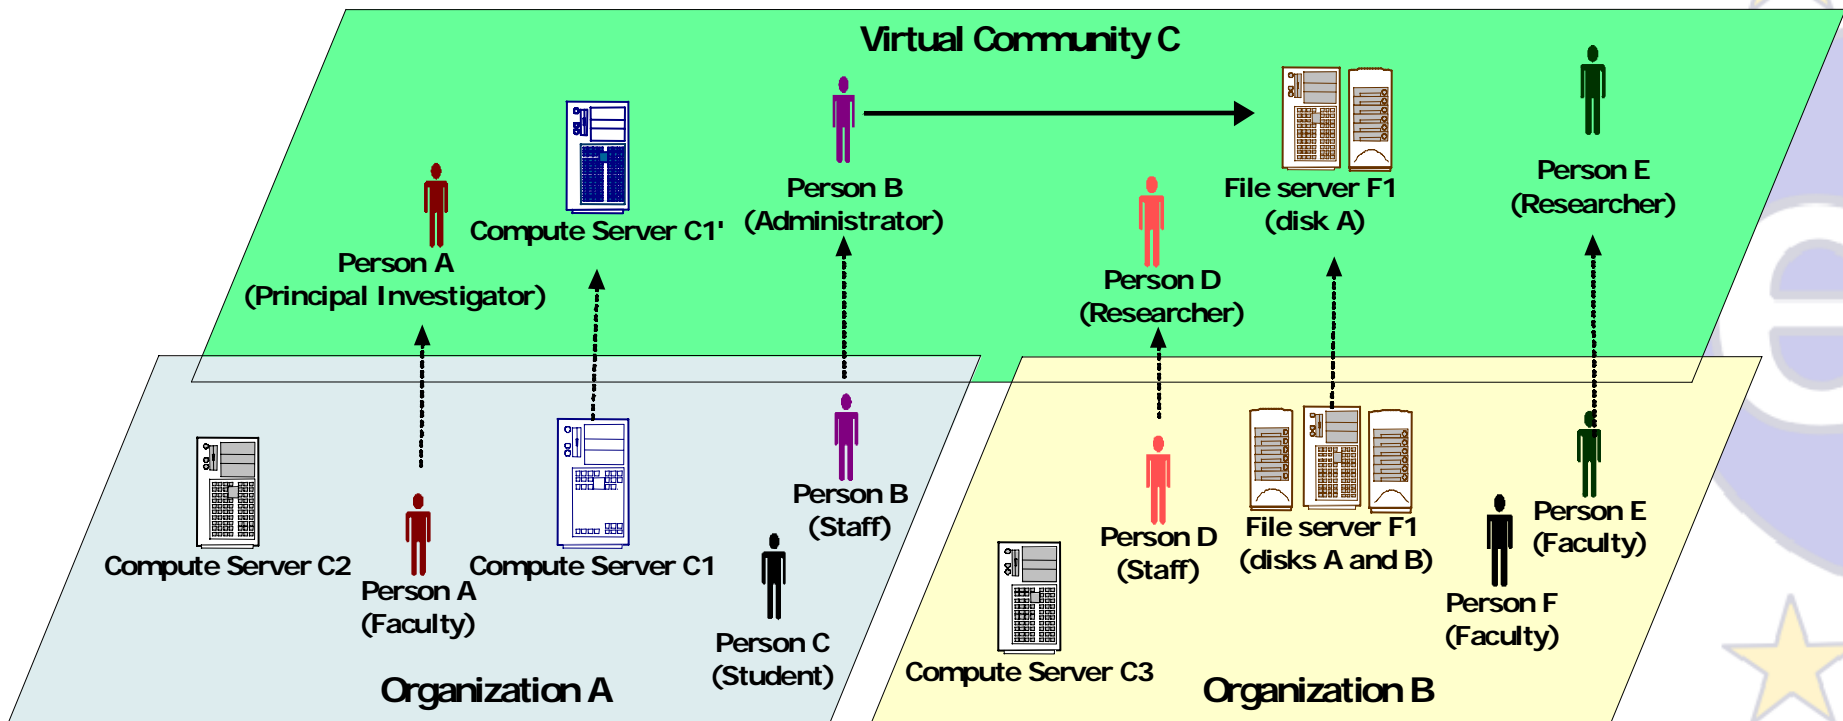 Virtual Community C
Person A
(Principal Investigator)
Compute Server C1'
Person B
(Administrator)
Person D
(Researcher)
File server F1
(disk A)
Person E
(Researcher)
Compute Server C2
Person A
(Faculty)
Compute Server C1
Person B
(Staff)
Person C
(Student)
Organization A
Compute Server C3
Person D
(Staff)
File server F1
(disks A and B)
Person F
(Faculty)
Person E
(Faculty)
Organization B
e